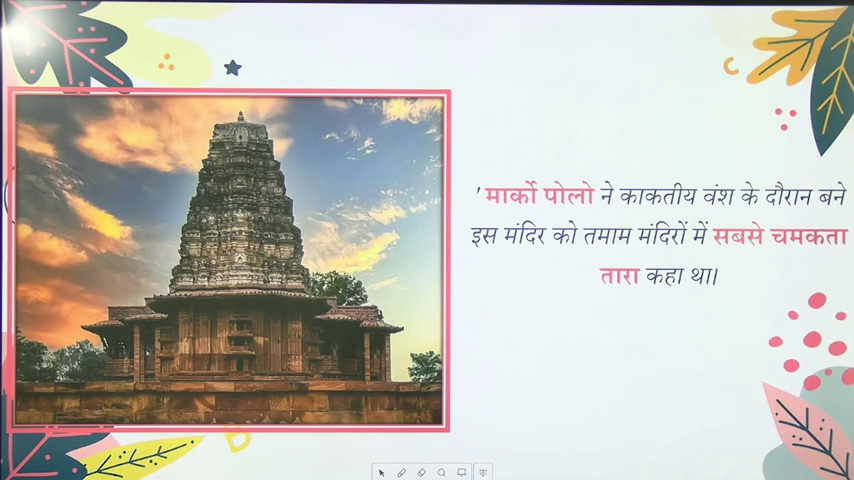 'मार्को पोलो ने काकतीय वंश के दौरान बने
इस मंदिर को तमाम मंदिरों में सबसे चमकता
तारा कहा था।